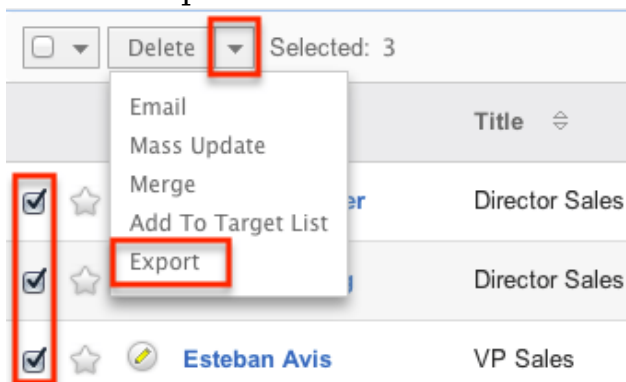 Delete Selected: 3
Email
Title
Mass Update
Merge
Director Sales
Add To Target List
Export
Director Sales
Esteban Avis VP Sales